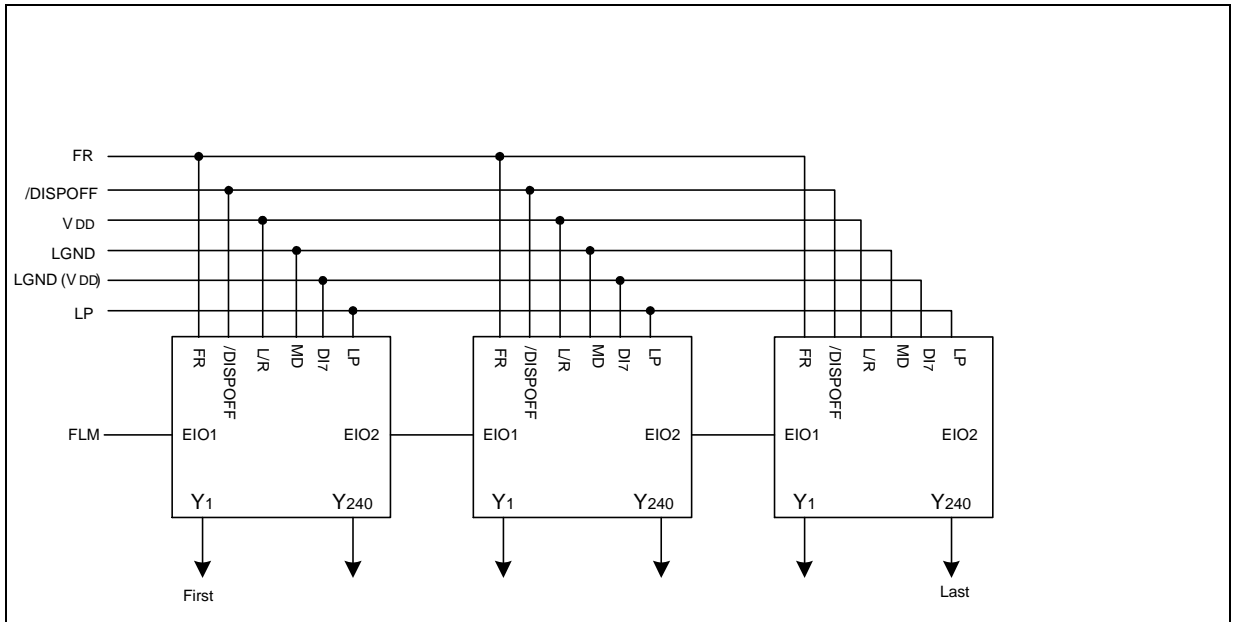 FR
/DISPOFF
VDD
LGND
LGND (VDD)
LP
FR /DISPOFF L/R MD DI7 LP
FR /DISPOFF L/R MD DI7 LP
FR /DISPOFF L/R MD DI7 LP
FLM EIO1 EIO2 EIO1 EIO2 EIO1 EIO2
Y1 Y240 Y1 Y240 Y1 Y240
First Last